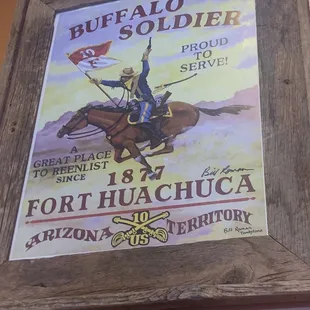 BUFFALO
SOLDIER
PROUD
TO
SERVE!
A
GREAT PLACE
TO REENLIST
SINCE
1877
FORT HUACHUCA
ARIZONA 10 US TERRITORY